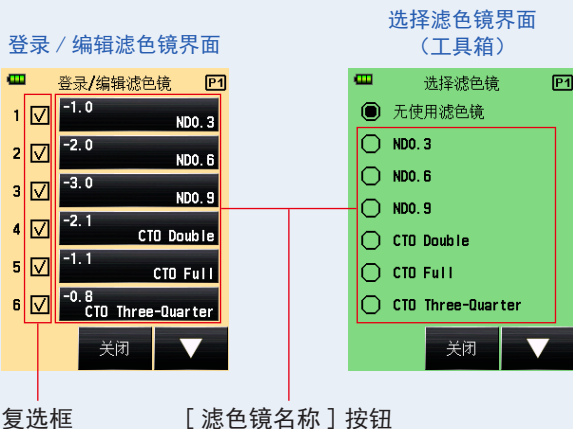 登录 / 编辑滤色镜界面
登录/编辑滤色镜 P1
1 -1.0 ND0.3
2 -2.0 ND0.6
3 -3.0 ND0.9
4 -2.1 CTO Double
5 -1.1 CTO Full
6 -0.8 CTO Three-Quarter
关闭
复选框
选择滤色镜界面
（工具箱）
选择滤色镜 P1
无使用滤色镜
ND0.3
ND0.6
ND0.9
CTO Double
CTO Full
CTO Three-Quarter
关闭
[ 滤色镜名称 ] 按钮